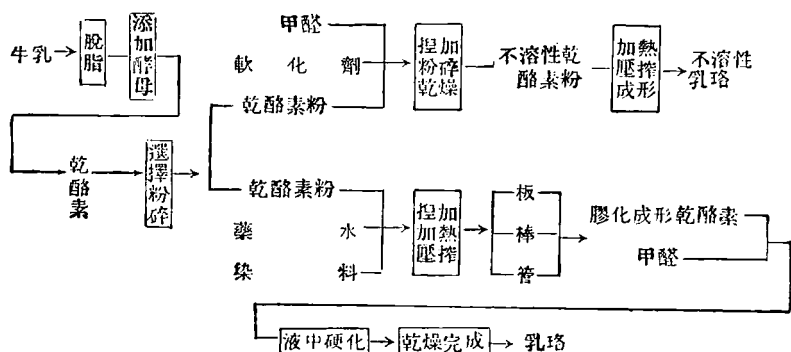 牛乳
脫脂
添加酵母
甲醛
軟化劑
乾酪素粉
捏加粉碎乾燥
不溶性乾酪素粉
加熱壓搾成形
不溶性乳珞
乾酪素
選擇粉碎
乾酪素粉
藥水
染料
捏加加熱壓搾
板
棒
管
膠化成形乾酪素
甲醛
液中硬化
乾燥完成
乳珞